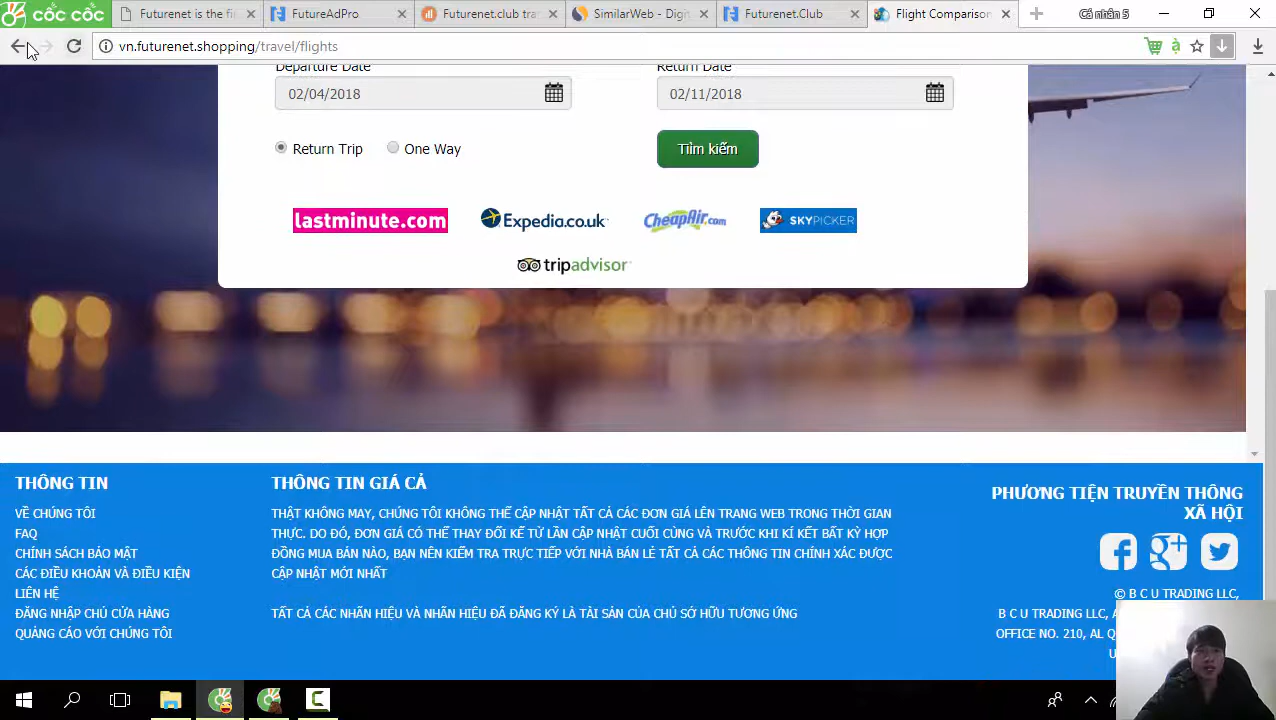 CỐC CỐC
Futurenet is the fir
FutureAdPro
Futurenet.club tra
SimilarWeb - Digit
Futurenet.Club
Flight Comparison
Cá nhân 5
vn.futurenet.shopping/travel/flights
Departure Date
Return Date
02/04/2018
02/11/2018
Return Trip
One Way
Tìm kiếm
lastminute.com
Expedia.co.uk
CheapAir.com
SKYPICKER
tripadvisor
THÔNG TIN
VỀ CHÚNG TÔI
FAQ
CHÍNH SÁCH BẢO MẬT
CÁC ĐIỀU KHOẢN VÀ ĐIỀU KIỆN
LIÊN HỆ
ĐĂNG NHẬP CHỦ CỬA HÀNG
QUẢNG CÁO VỚI CHÚNG TÔI
THÔNG TIN GIÁ CẢ
THẬT KHÔNG MAY, CHÚNG TÔI KHÔNG THỂ CẬP NHẬT TẤT CẢ CÁC ĐƠN GIÁ LÊN TRANG WEB TRONG THỜI GIAN
THỰC. DO ĐÓ, ĐƠN GIÁ CÓ THỂ THAY ĐỔI KỂ TỪ LẦN CẬP NHẬT CUỐI CÙNG VÀ TRƯỚC KHI KÍ KẾT BẤT KỲ HỢP
ĐỒNG MUA BÁN NÀO, BẠN NÊN KIỂM TRA TRỰC TIẾP VỚI NHÀ BÁN LẺ TẤT CẢ CÁC THÔNG TIN CHÍNH XÁC ĐƯỢC
CẬP NHẬT MỚI NHẤT
TẤT CẢ CÁC NHÃN HIỆU VÀ NHÃN HIỆU ĐÃ ĐĂNG KÝ LÀ TÀI SẢN CỦA CHỦ SỞ HỮU TƯƠNG ỨNG
PHƯƠNG TIỆN TRUYỀN THÔNG
XÃ HỘI
© B C U TRADING LLC,
B C U TRADING LLC, A
OFFICE NO. 210, AL Q
U